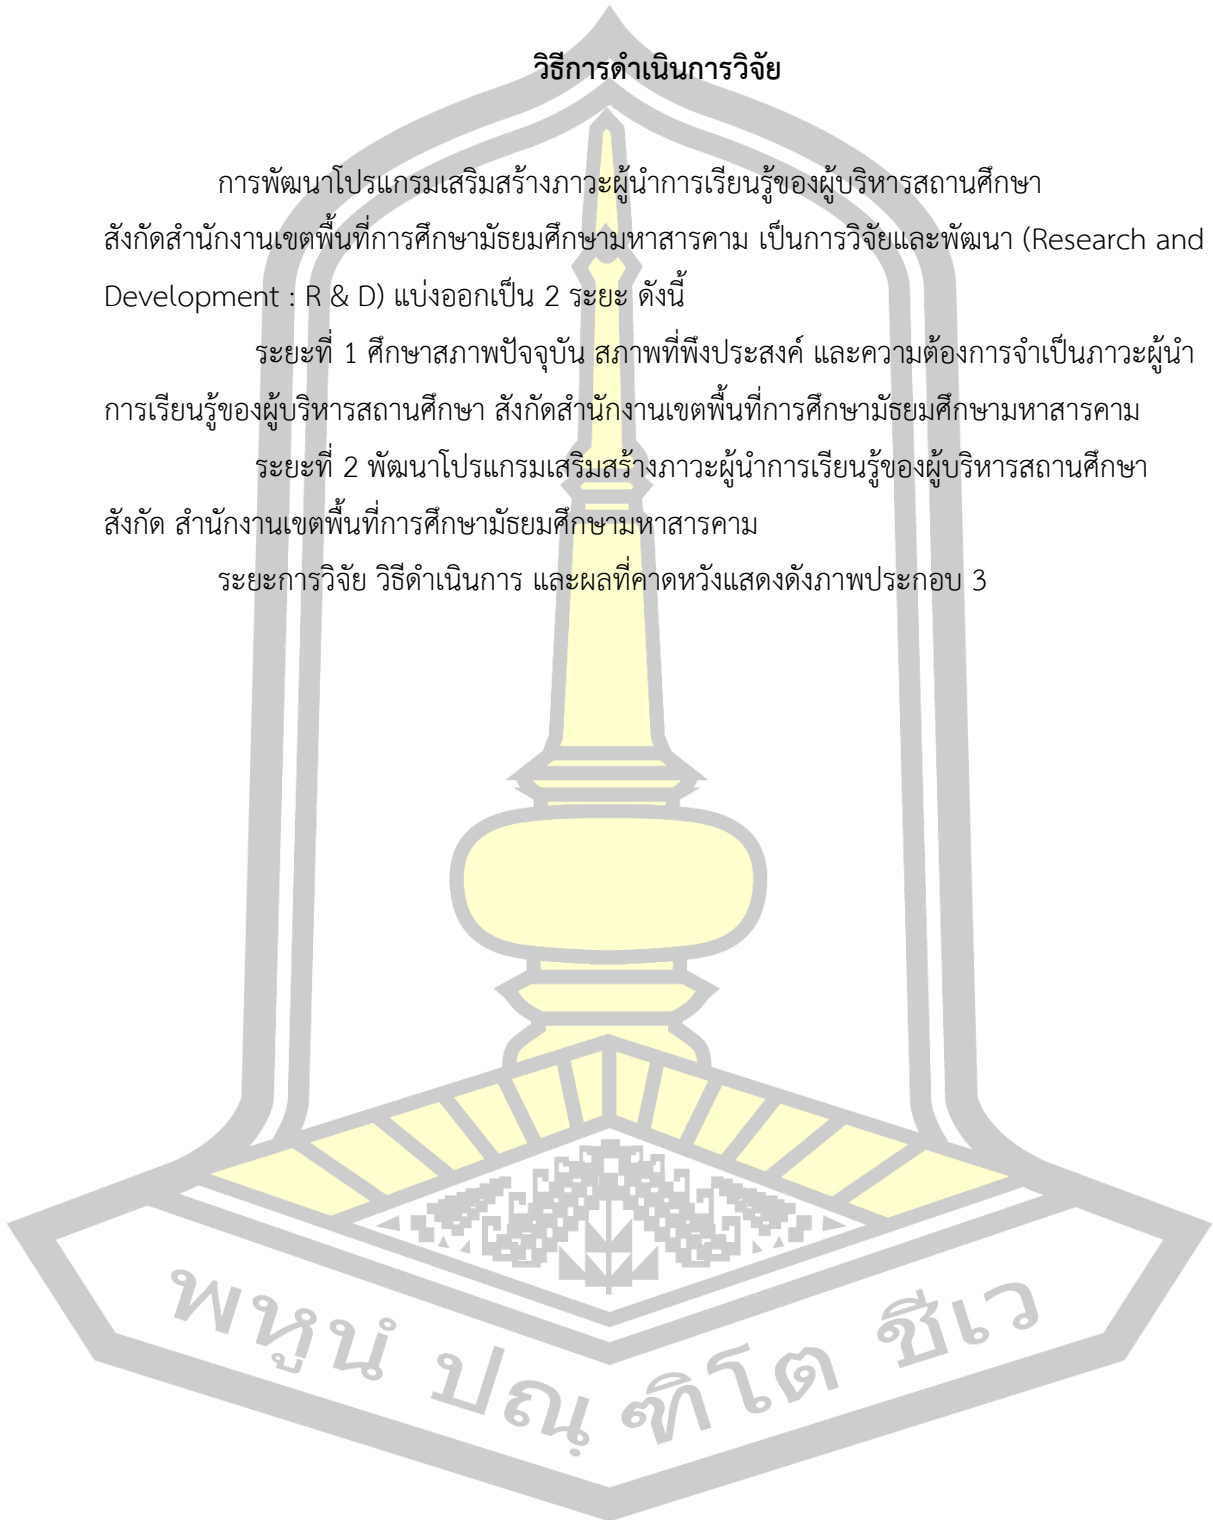 วิธีการดำเนินการวิจัย
การพัฒนาโปรแกรมเสริมสร้างภาวะผู้นำการเรียนรู้ของผู้บริหารสถานศึกษา
สังกัดสำนักงานเขตพื้นที่การศึกษามัธยมศึกษามหาสารคาม เป็นการวิจัยและพัฒนา (Research and
Development : R & D) แบ่งออกเป็น 2 ระยะ ดังนี้
ระยะที่ 1 ศึกษาสภาพปัจจุบัน สภาพที่พึงประสงค์ และความต้องการจำเป็นภาวะผู้นำ
การเรียนรู้ของผู้บริหารสถานศึกษา สังกัดสำนักงานเขตพื้นที่การศึกษามัธยมศึกษามหาสารคาม
ระยะที่ 2 พัฒนาโปรแกรมเสริมสร้างภาวะผู้นำการเรียนรู้ของผู้บริหารสถานศึกษา
สังกัด สำนักงานเขตพื้นที่การศึกษามัธยมศึกษามหาสารคาม
ระยะการวิจัย วิธีดำเนินการ และผลที่คาดหวังแสดงดังภาพประกอบ 3
พหูนํ ปณฺ ฑิโต ชีเว